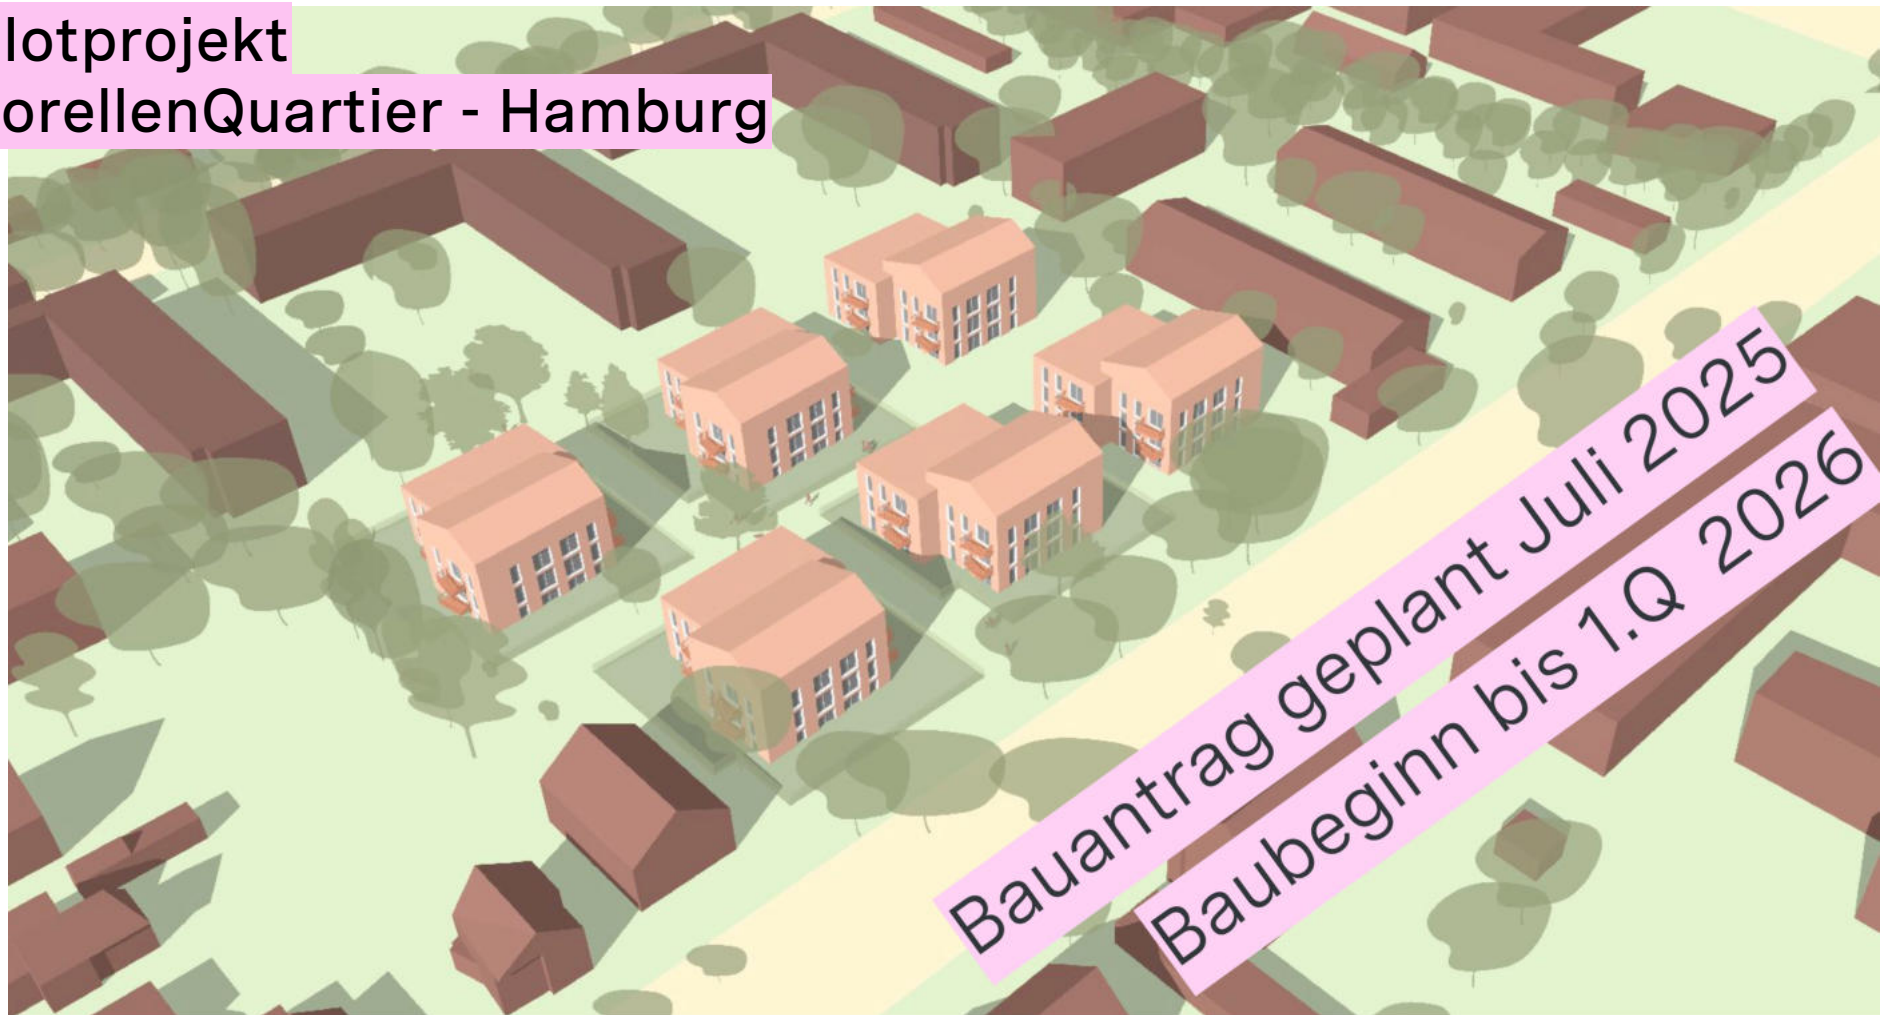 lotprojekt
orellenQuartier - Hamburg
Bauantrag geplant Juli 2025
Baubeginn bis 1.Q 2026